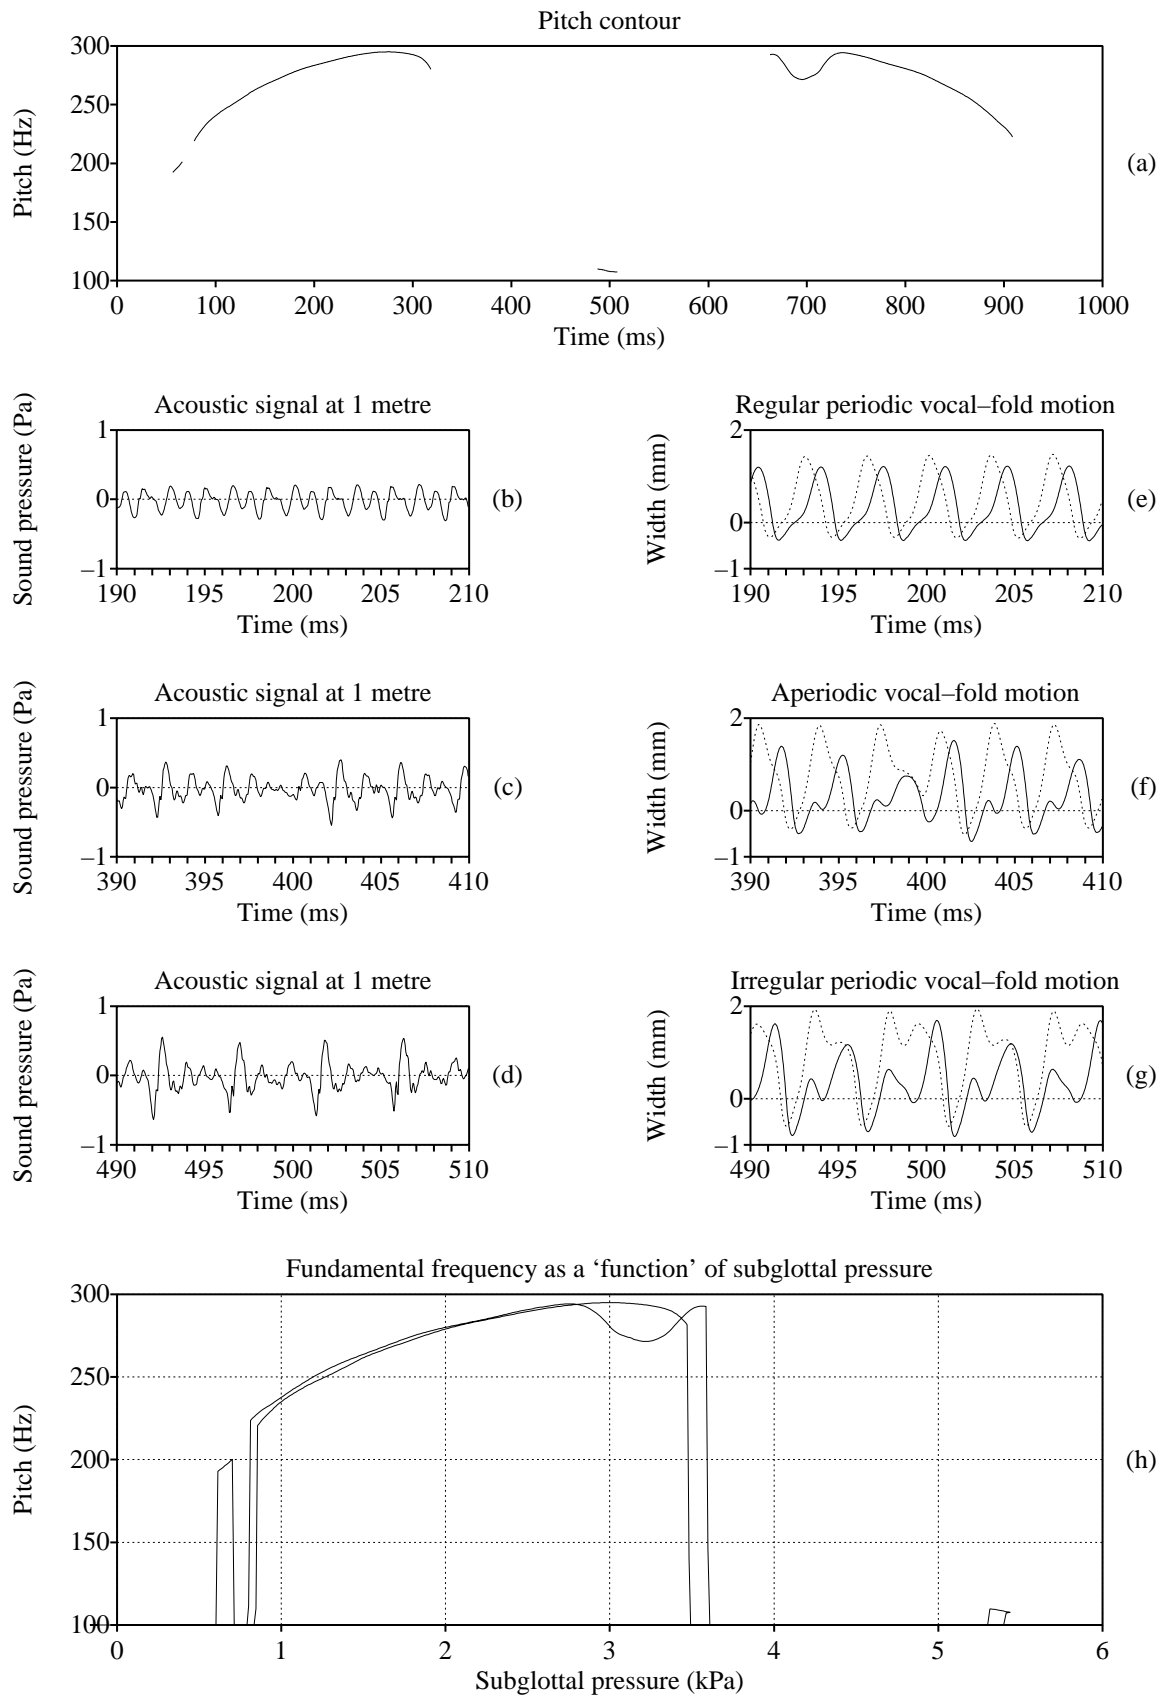 Pitch contour
300
250
200
150
100
Pitch (Hz)
0 100 200 300 400 500 600 700 800 900 1000
Time (ms)
(a)
Acoustic signal at 1 metre
Sound pressure (Pa)
1
0
–1
190 195 200 205 210
Time (ms)
(b)
Regular periodic vocal–fold motion
Width (mm)
2
0
–1
190 195 200 205 210
Time (ms)
(e)
Acoustic signal at 1 metre
Sound pressure (Pa)
1
0
–1
390 395 400 405 410
Time (ms)
(c)
Aperiodic vocal–fold motion
Width (mm)
2
0
–1
390 395 400 405 410
Time (ms)
(f)
Acoustic signal at 1 metre
Sound pressure (Pa)
1
0
–1
490 495 500 505 510
Time (ms)
(d)
Irregular periodic vocal–fold motion
Width (mm)
2
0
–1
490 495 500 505 510
Time (ms)
(g)
Fundamental frequency as a ‘function’ of subglottal pressure
300
250
200
150
100
Pitch (Hz)
0 1 2 3 4 5 6
Subglottal pressure (kPa)
(h)